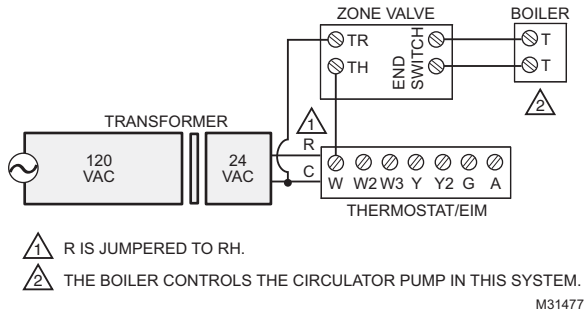 ZONE VALVE
BOILER
TR
TH
END
SWITCH
T
T
2
TRANSFORMER
1
120
VAC
24
VAC
R
C
W W2 W3 Y Y2 G A
THERMOSTAT/EIM
1 R IS JUMPERED TO RH.
2 THE BOILER CONTROLS THE CIRCULATOR PUMP IN THIS SYSTEM.
M31477